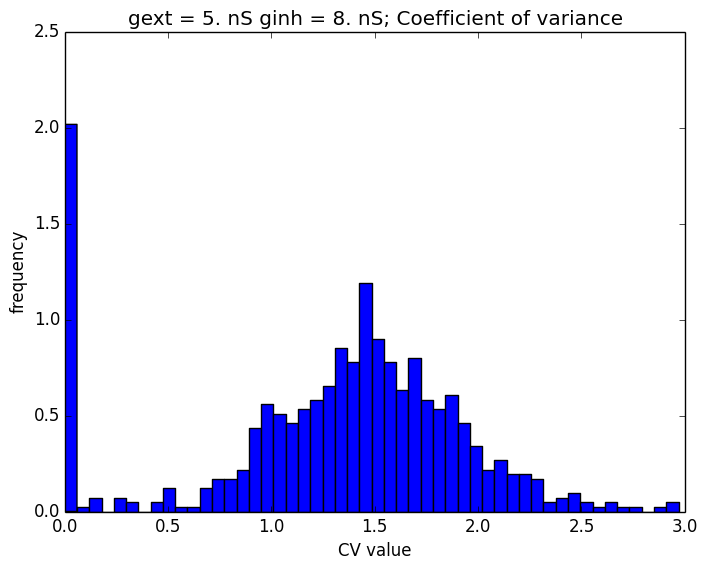 gext = 5. nS ginh = 8. nS; Coefficient of variance
2.5
2.0
1.5
1.0
0.5
0.0
frequency
0.0 0.5 1.0 1.5 2.0 2.5 3.0
CV value